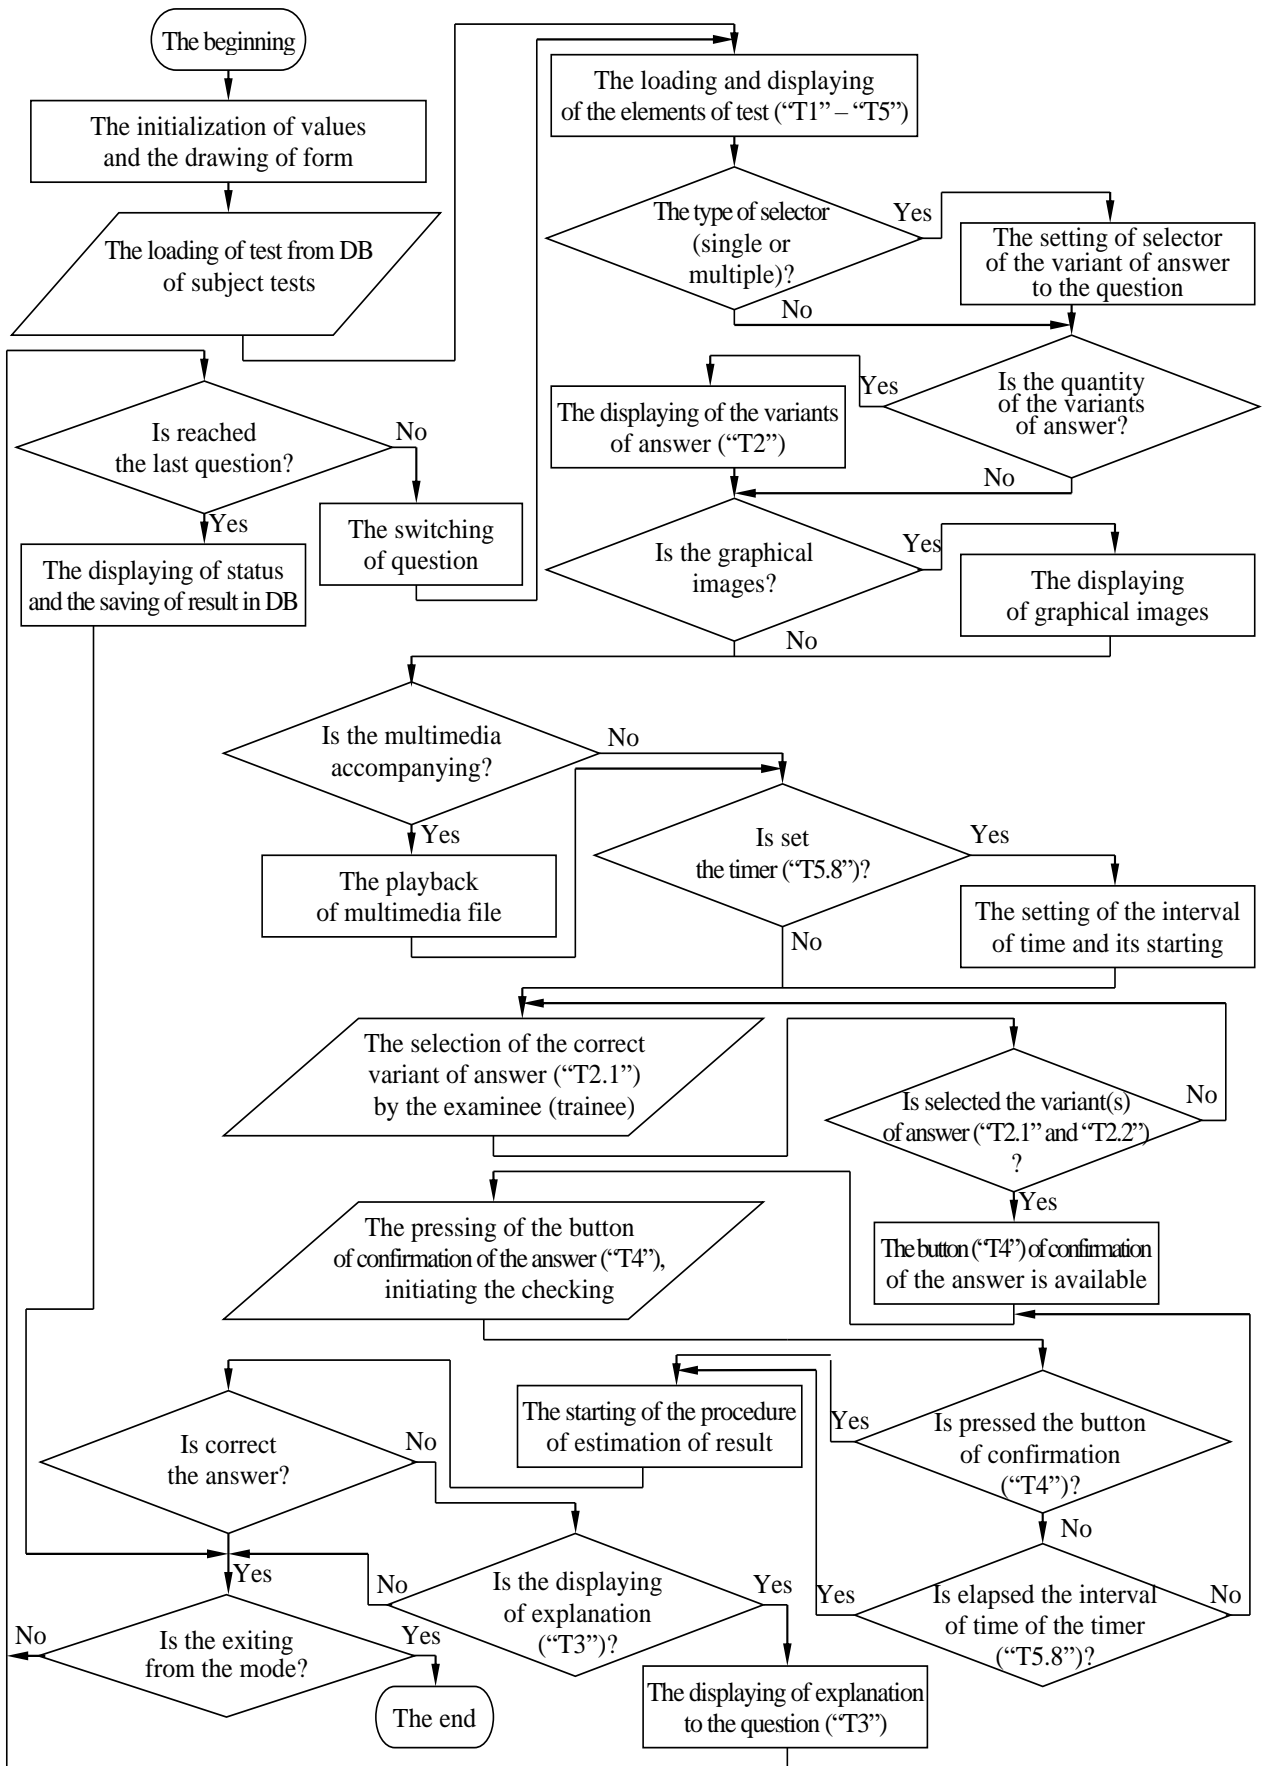 The beginning
The initialization of values
and the drawing of form
The loading of test from DB
of subject tests
Is reached
the last question?
No
Yes
The switching
of question
The displaying of status
and the saving of result in DB
The loading and displaying
of the elements of test (“T1” – “T5”)
The type of selector
(single or
multiple)?
Yes
No
The setting of selector
of the variant of answer
to the question
Is the quantity
of the variants
of answer?
Yes
No
The displaying of the variants
of answer (“T2”)
Is the graphical
images?
Yes
No
The displaying
of graphical images
Is the multimedia
accompanying?
No
Yes
The playback
of multimedia file
Is set
the timer (“T5.8”)?
Yes
No
The setting of the interval
of time and its starting
The selection of the correct
variant of answer (“T2.1”)
by the examinee (trainee)
Is selected the variant(s)
of answer (“T2.1” and “T2.2”)
?
No
Yes
The button (“T4”) of confirmation
of the answer is available
The pressing of the button
of confirmation of the answer (“T4”),
initiating the checking
Is pressed the button
of confirmation
(“T4”)?
Yes
No
The starting of the procedure
of estimation of result
Is elapsed the interval
of time of the timer
(“T5.8”)?
Yes
No
Is correct
the answer?
No
Yes
Is the displaying
of explanation
(“T3”)?
No
Yes
The displaying of explanation
to the question (“T3”)
Is the exiting
from the mode?
No
Yes
The end